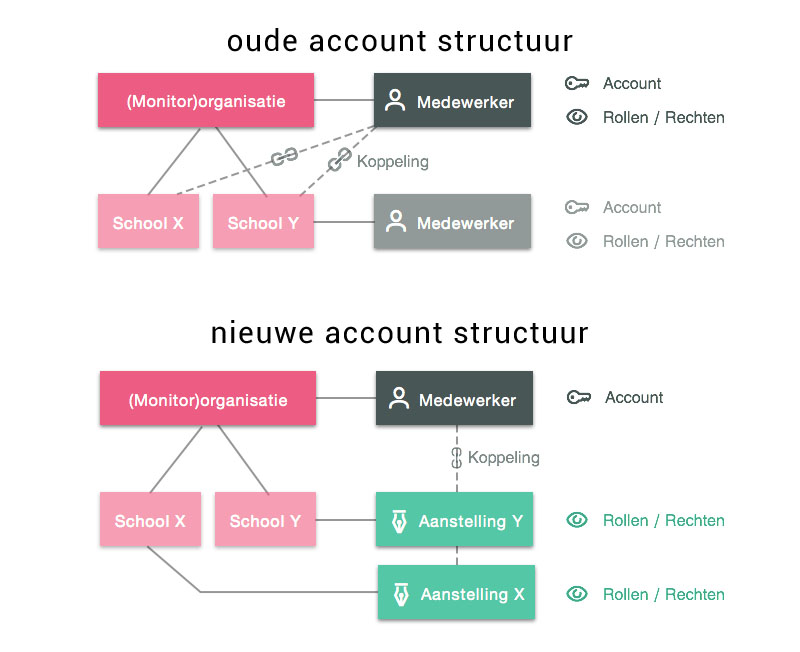 oude account structuur
(Monitor)organisatie
Medewerker
Account
Rollen / Rechten
Koppeling
School X
School Y
Medewerker
Account
Rollen / Rechten
nieuwe account structuur
(Monitor)organisatie
Medewerker
Account
Koppeling
School X
School Y
Aanstelling Y
Rollen / Rechten
Aanstelling X
Rollen / Rechten